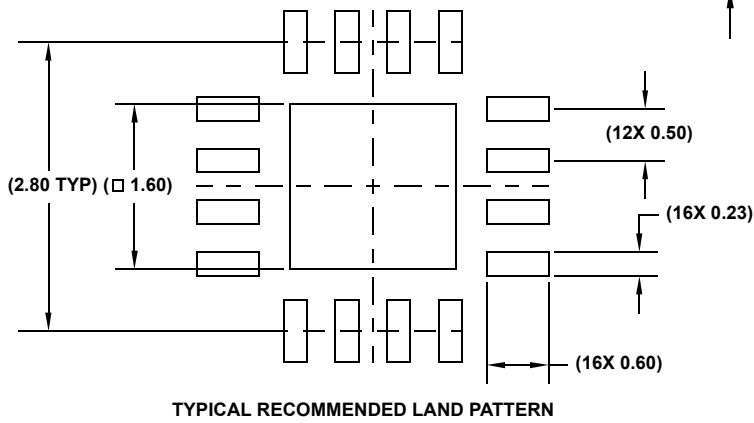 (12X 0.50)
(2.80 TYP) (□ 1.60)
(16X 0.23)
(16X 0.60)
TYPICAL RECOMMENDED LAND PATTERN